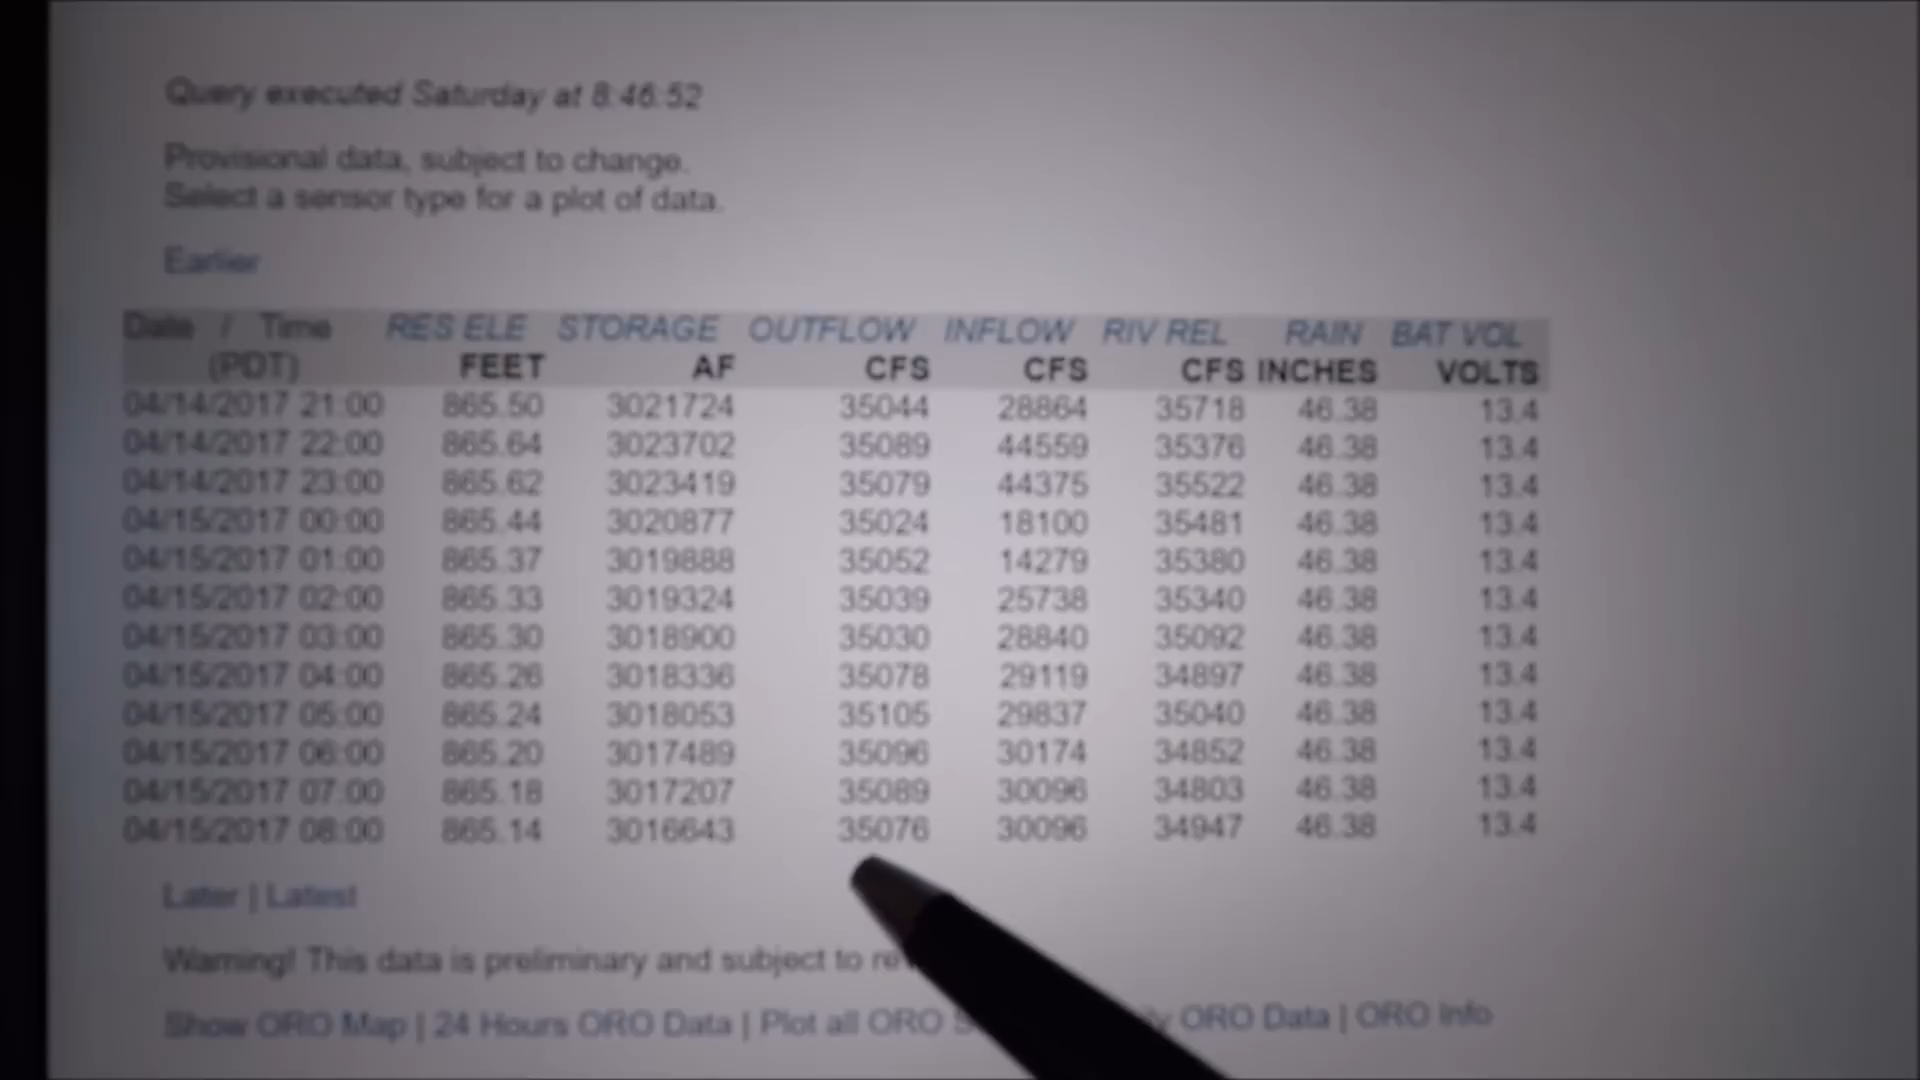 Query executed Saturday at 8:46:52
Provisional data, subject to change.
Select a sensor type for a plot of data.
Earlier
Date / Time RES ELE STORAGE OUTFLOW INFLOW RIV REL RAIN BAT VOL
(PDT) FEET AF CFS CFS CFS INCHES VOLTS
04/14/2017 21:00 865.50 3021724 35044 28864 35718 46.38 13.4
04/14/2017 22:00 865.64 3023702 35089 44559 35376 46.38 13.4
04/14/2017 23:00 865.62 3023419 35079 44375 35522 46.38 13.4
04/15/2017 00:00 865.44 3020877 35024 18100 35481 46.38 13.4
04/15/2017 01:00 865.37 3019888 35052 14279 35380 46.38 13.4
04/15/2017 02:00 865.33 3019324 35039 25738 35340 46.38 13.4
04/15/2017 03:00 865.30 3018900 35030 28840 35092 46.38 13.4
04/15/2017 04:00 865.26 3018336 35078 29119 34897 46.38 13.4
04/15/2017 05:00 865.24 3018053 35105 29837 35040 46.38 13.4
04/15/2017 06:00 865.20 3017489 35096 30174 34852 46.38 13.4
04/15/2017 07:00 865.18 3017207 35089 30096 34803 46.38 13.4
04/15/2017 08:00 865.14 3016643 35076 30096 34947 46.38 13.4
Later | Latest
Warning! This data is preliminary and subject to
Show ORO Map | 24 Hours ORO Data | Plot all ORO ORO Data | ORO Info